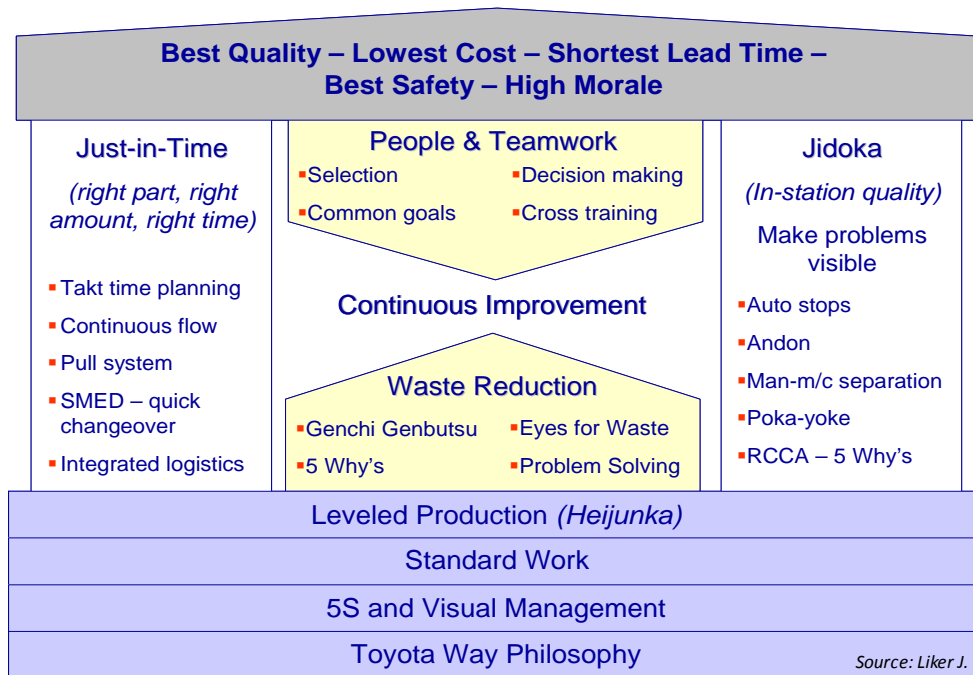 Best Quality – Lowest Cost – Shortest Lead Time –
Best Safety – High Morale
Just-in-Time
(right part, right
amount, right time)
▪Takt time planning
▪Continuous flow
▪Pull system
▪SMED – quick
changeover
▪Integrated logistics
People & Teamwork
▪Selection
▪Common goals
▪Decision making
▪Cross training
Continuous Improvement
Waste Reduction
▪Genchi Genbutsu
▪5 Why's
▪Eyes for Waste
▪Problem Solving
Jidoka
(In-station quality)
Make problems
visible
▪Auto stops
▪Andon
▪Man-m/c separation
▪Poka-yoke
▪RCCA – 5 Why's
Leveled Production (Heijunka)
Standard Work
5S and Visual Management
Toyota Way Philosophy
Source: Liker J.